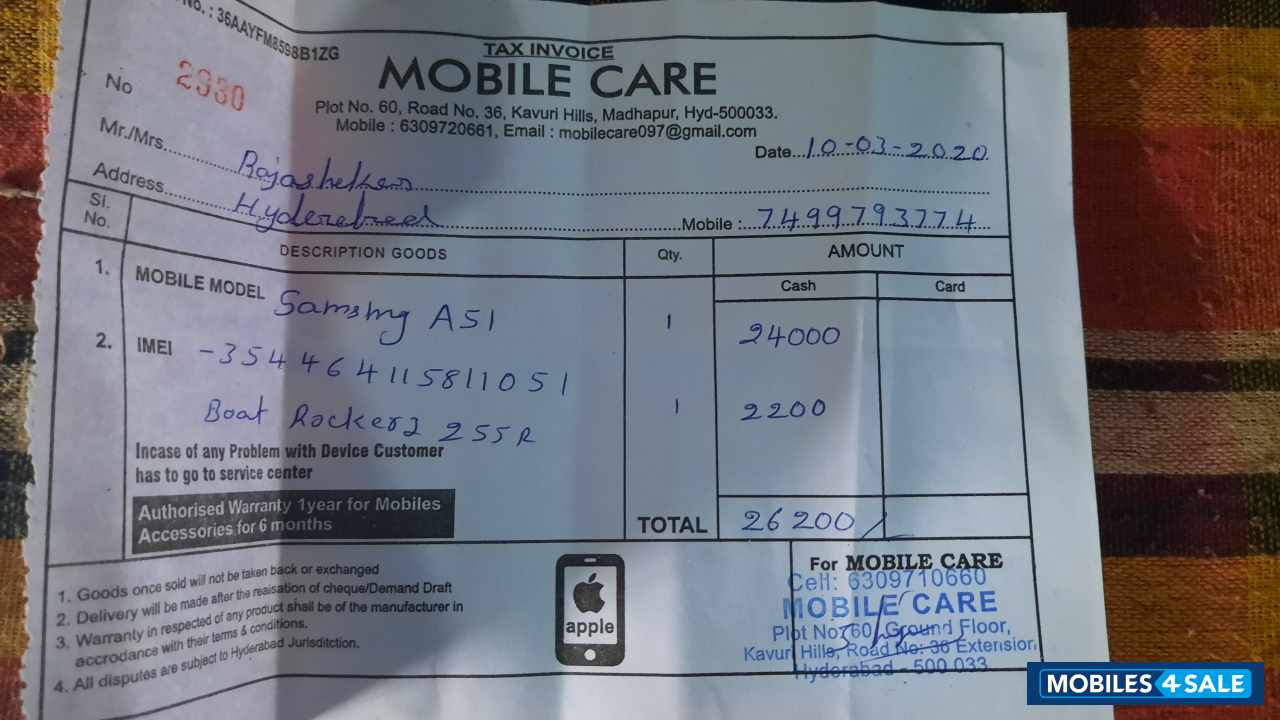 No. : 36AAYFM8598B1ZG
TAX INVOICE
MOBILE CARE
No 2930
Plot No. 60, Road No. 36, Kavuri Hills, Madhapur, Hyd-500033.
Mobile : 6309720661, Email : mobilecare097@gmail.com
Date 10-03-2020
Mr./Mrs. Rajashekar
Address Hyderabad
Mobile : 7499793774
Sl. No. DESCRIPTION GOODS Qty. AMOUNT
Cash Card
1. MOBILE MODEL Samsung A51 1 24000
2. IMEI - 354464115811051
Boat Rockerz 255R 1 2200
Incase of any Problem with Device Customer
has to go to service center
Authorised Warranty 1year for Mobiles
Accessories for 6 months
TOTAL 26200/
1. Goods once sold will not be taken back or exchanged
2. Delivery will be made after the reaisation of cheque/Demand Draft
3. Warranty in respected of any product shall be of the manufacturer in
accrodance with their terms & conditions.
4. All disputes are subject to Hyderabad Jurisditction.
apple
For MOBILE CARE
Cell: 6309710660
MOBILE CARE
Plot No. 60, Ground Floor,
Kavuri Hills, Road No: 36 Extension,
Hyderabad - 500 033
MOBILES 4 SALE